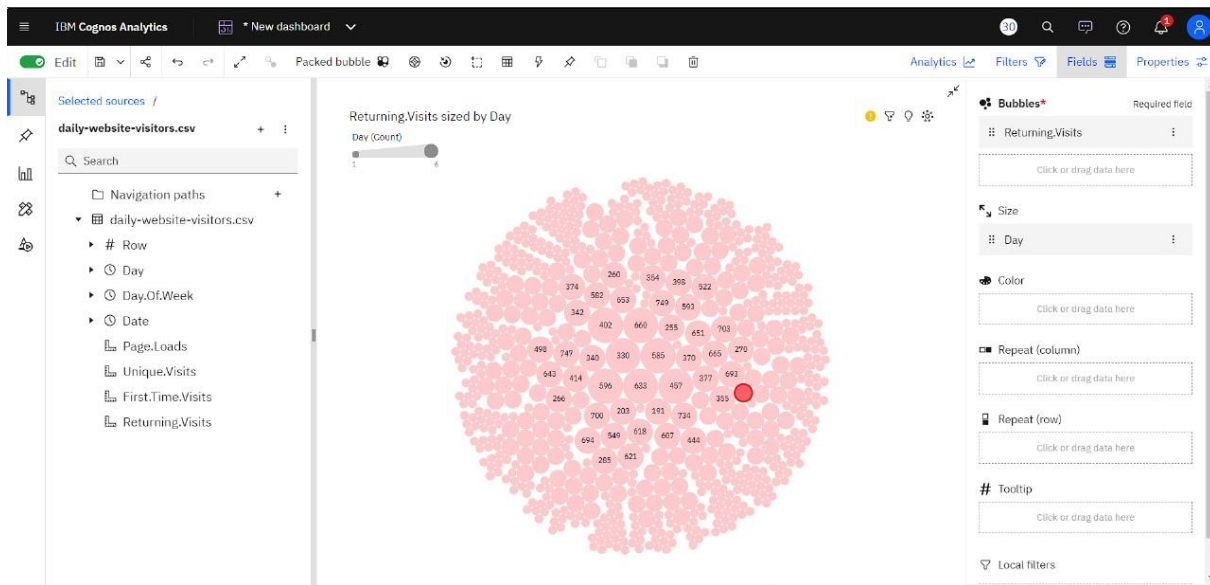 IBM Cognos Analytics
* New dashboard
30
1
Edit
Packed bubble
Analytics
Filters
Fields
Properties
Selected sources /
daily-website-visitors.csv
Search
Navigation paths
daily-website-visitors.csv
# Row
Day
Day.Of.Week
Date
Page.Loads
Unique.Visits
First.Time.Visits
Returning.Visits
Returning.Visits sized by Day
Day (Count)
1 6
260 354 398
374 582 653 749 593 522
342
402 660 255 651 703
498 747 340 330 585 370 665 270
643 414 596 633 457 377 693
266 355
700 203 191 734
694 549 618 607 444
285 621
Bubbles* Required field
Returning.Visits
Click or drag data here
Size
Day
Color
Click or drag data here
Repeat (column)
Click or drag data here
Repeat (row)
Click or drag data here
# Tooltip
Click or drag data here
Local filters